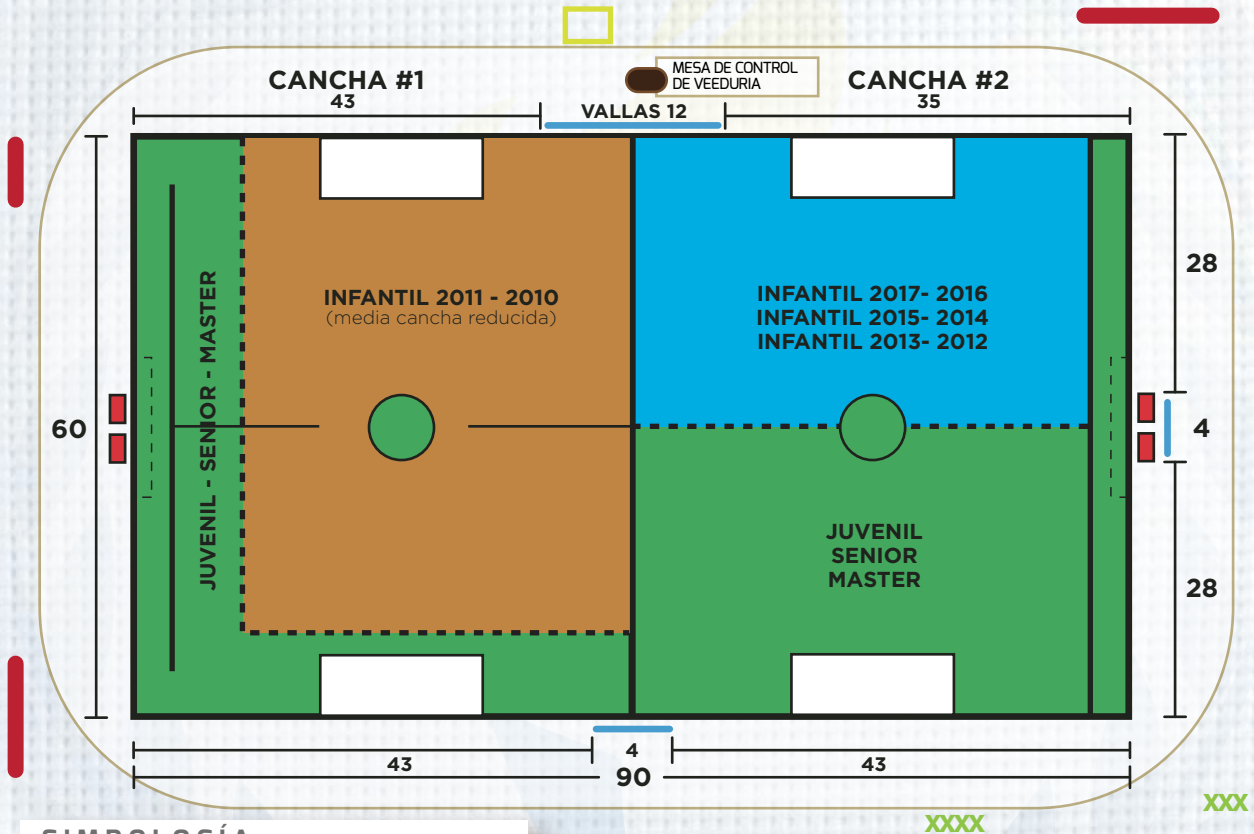 CANCHA #1
MESA DE CONTROL
DE VEEDURIA
CANCHA #2
43
VALLAS 12
35
60
JUVENIL - SENIOR - MASTER
INFANTIL 2011 - 2010
(media cancha reducida)
INFANTIL 2017- 2016
INFANTIL 2015- 2014
INFANTIL 2013- 2012
28
4
28
JUVENIL
SENIOR
MASTER
43
4
43
90
XXX
XXXX
SIMBOLOGÍA